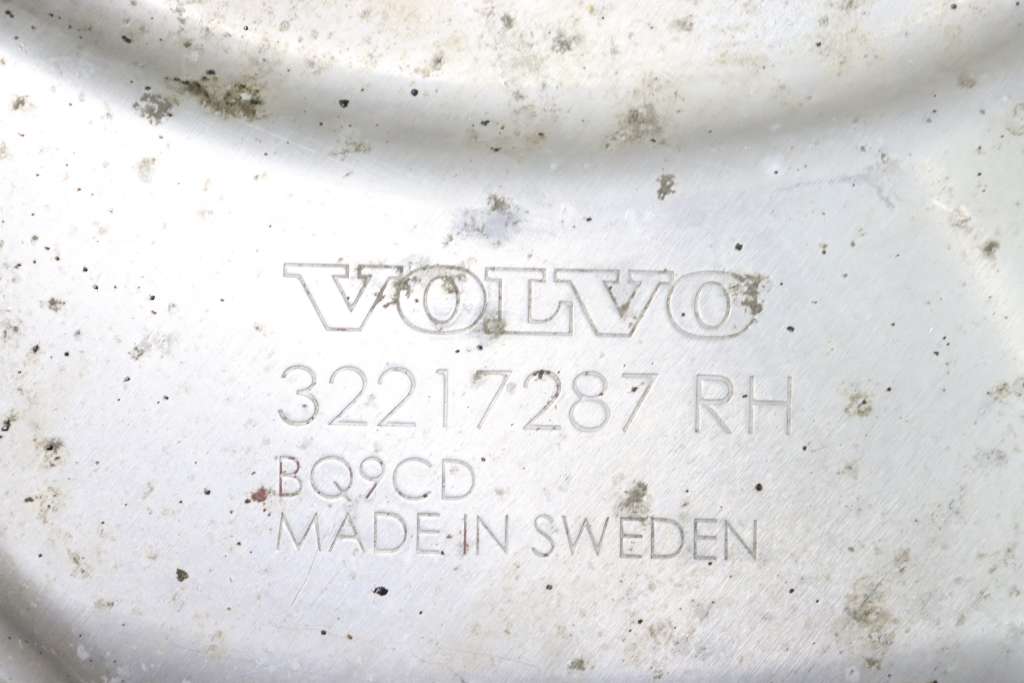 VOLVO
32217287 RH
BQ9CD
MADE IN SWEDEN